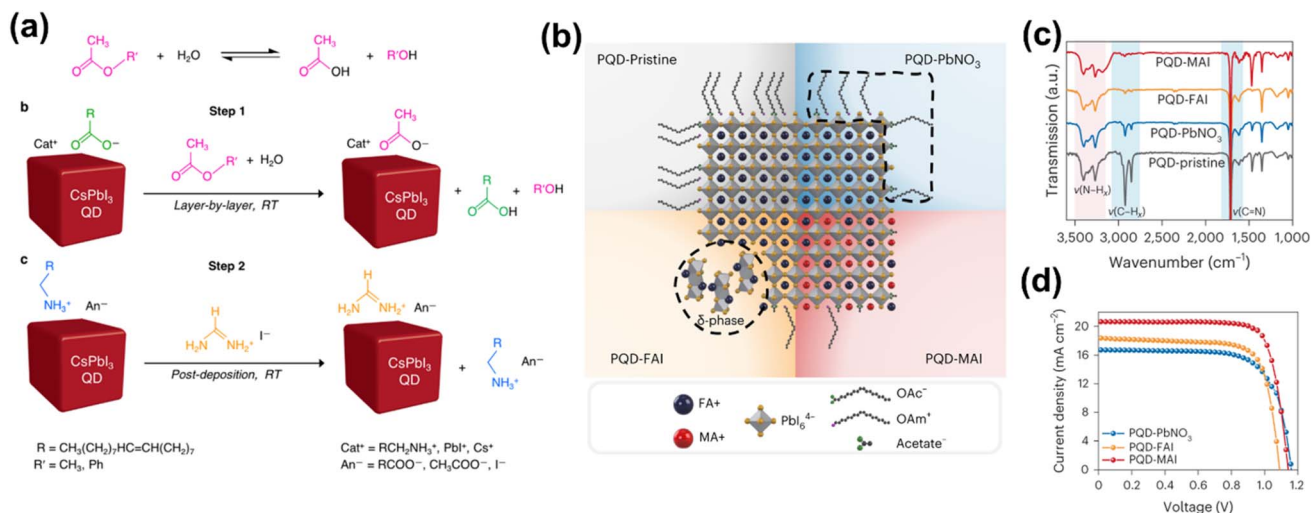 (a)
CH₃
O
O
R'
+ H₂O
CH₃
O
OH
+ R'OH
b
Step 1
R
Cat⁺
O
O−
CsPbI₃
QD
CH₃
O
O
R'
+ H₂O
Layer-by-layer, RT
CH₃
Cat⁺
O
O−
CsPbI₃
QD
+
R
O
OH
+ R'OH
c
Step 2
R
NH₃⁺ An⁻
CsPbI₃
QD
H
H₂N
NH₂⁺ I⁻
Post-deposition, RT
H
H₂N
NH₂⁺ An⁻
CsPbI₃
QD
+
R
NH₃⁺
An⁻
R = CH₃(CH₂)₇HC=CH(CH₂)₇
R' = CH₃, Ph
Cat⁺ = RCH₂NH₃⁺, PbI⁺, Cs⁺
An⁻ = RCOO⁻, CH₃COO⁻, I⁻
(b)
PQD-Pristine
PQD-PbNO₃
δ-phase
PQD-FAI
PQD-MAI
FA+
MA+
PbI₆⁴⁻
OAc⁻
OAm⁺
Acetate⁻
(c)
Transmission (a.u.)
PQD-MAI
PQD-FAI
PQD-PbNO₃
PQD-pristine
ν(N–Hₓ)
ν(C–Hₓ)
ν(C=N)
3,500 3,000 2,500 2,000 1,500 1,000
Wavenumber (cm⁻¹)
(d)
Current density (mA cm⁻²)
20
16
12
8
4
0
PQD-PbNO₃
PQD-FAI
PQD-MAI
0 0.2 0.4 0.6 0.8 1.0 1.2
Voltage (V)